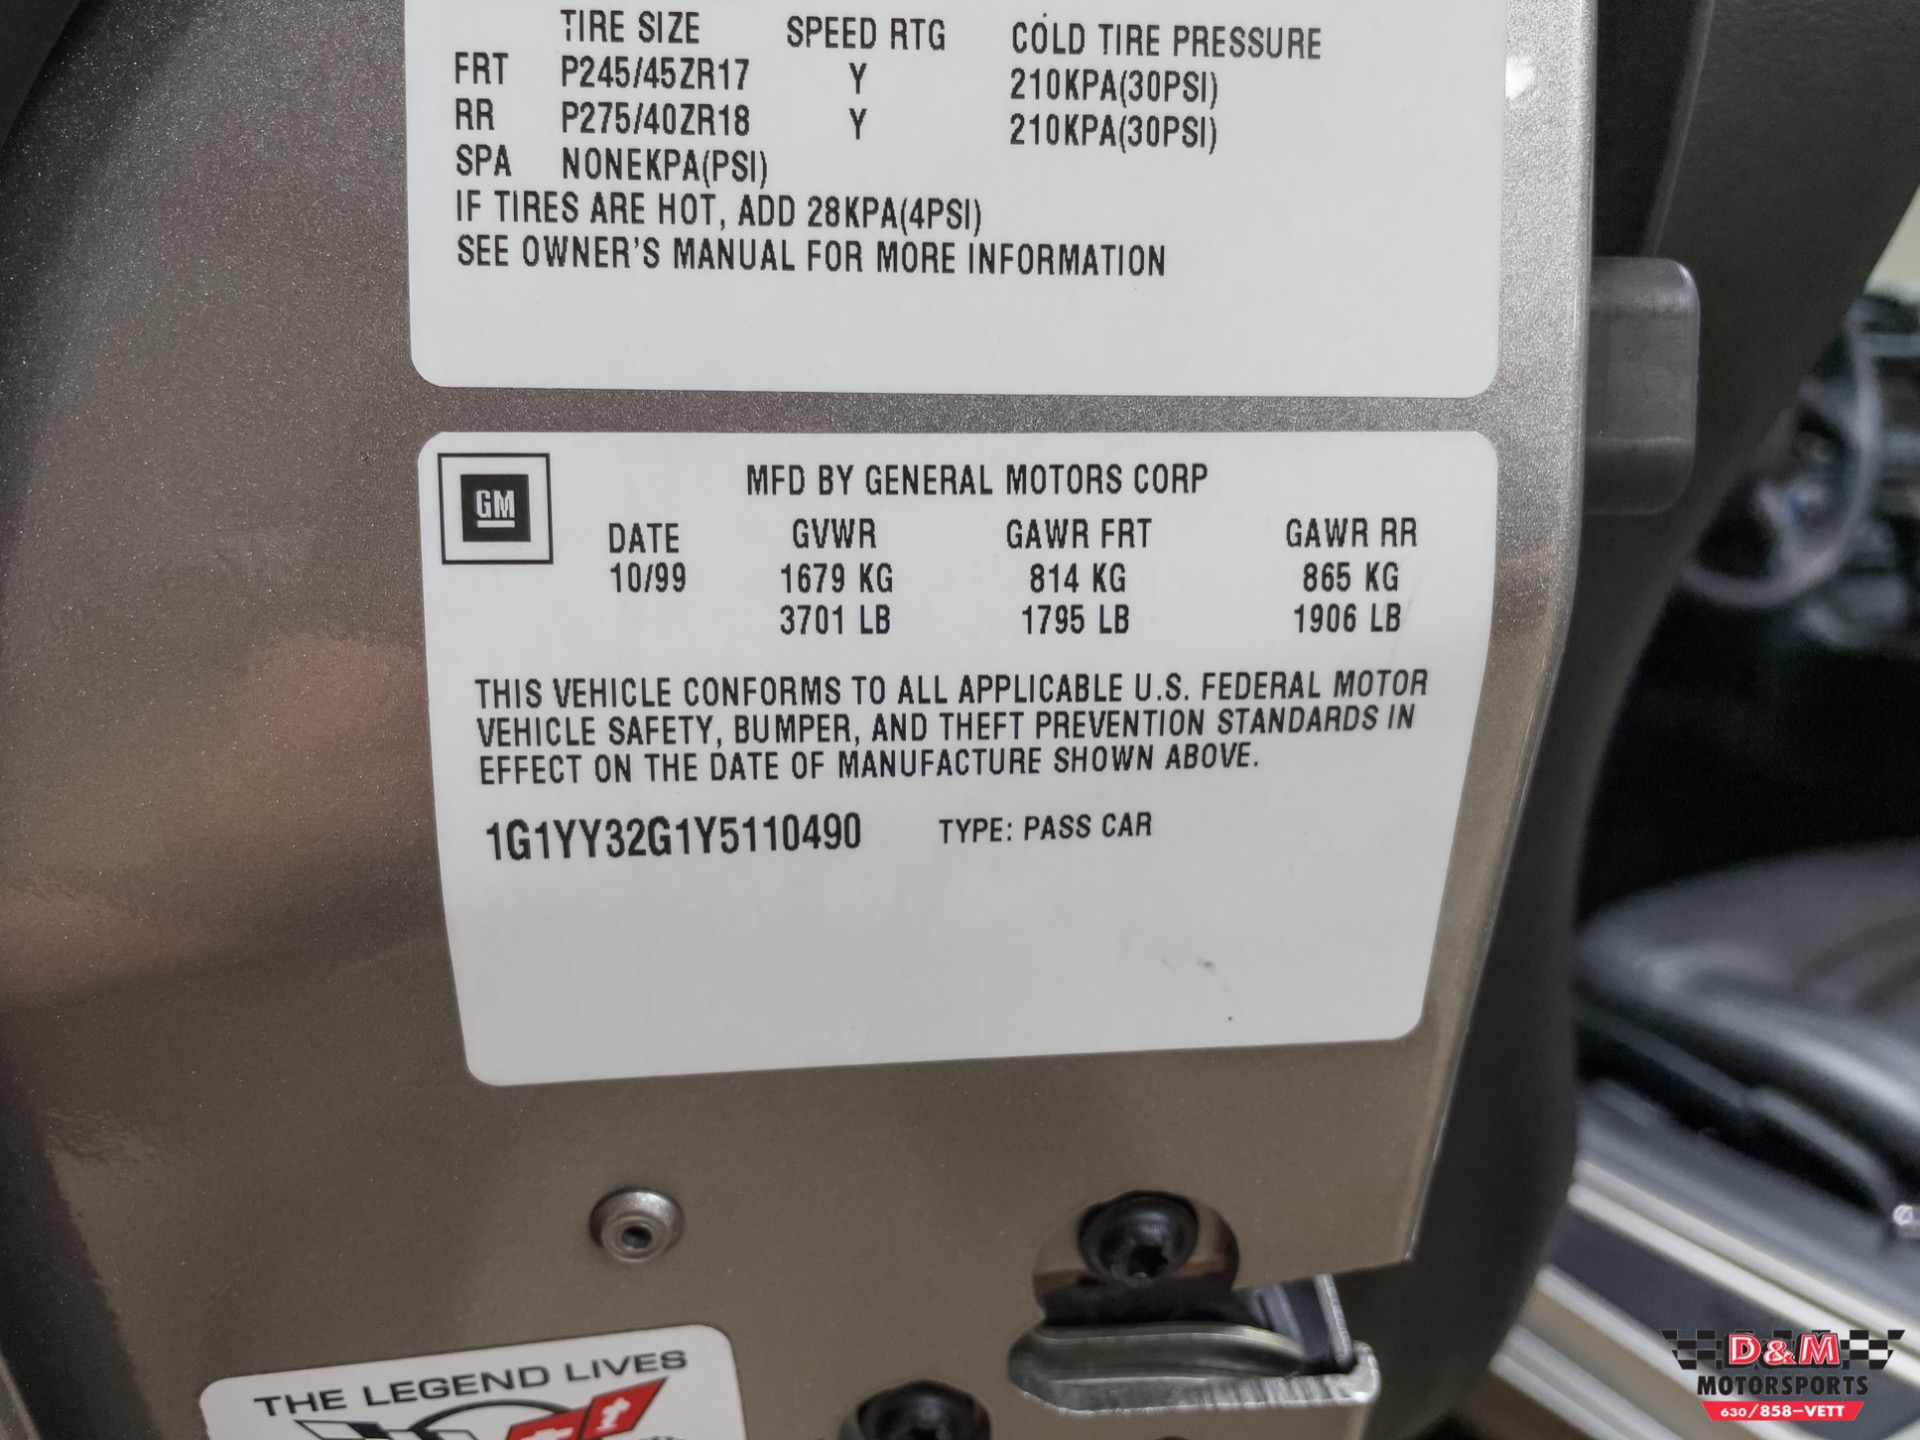 TIRE SIZE SPEED RTG COLD TIRE PRESSURE
FRT P245/45ZR17 Y 210KPA(30PSI)
RR P275/40ZR18 Y 210KPA(30PSI)
SPA NONEKPA(PSI)
IF TIRES ARE HOT, ADD 28KPA(4PSI)
SEE OWNER'S MANUAL FOR MORE INFORMATION
GM
MFD BY GENERAL MOTORS CORP
DATE GVWR GAWR FRT GAWR RR
10/99 1679 KG 814 KG 865 KG
3701 LB 1795 LB 1906 LB
THIS VEHICLE CONFORMS TO ALL APPLICABLE U.S. FEDERAL MOTOR
VEHICLE SAFETY, BUMPER, AND THEFT PREVENTION STANDARDS IN
EFFECT ON THE DATE OF MANUFACTURE SHOWN ABOVE.
1G1YY32G1Y5110490 TYPE: PASS CAR
THE LEGEND LIVES
D&M
MOTORSPORTS
630/858-VETT